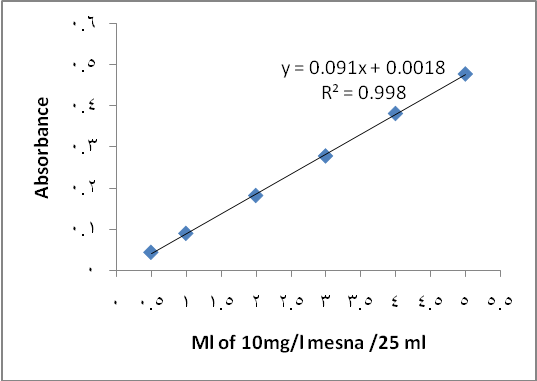 ٠.٦
٠.٥
٠.٤
٠.٣
٠.٢
٠.١
٠
Absorbance
y = 0.091x + 0.0018
R² = 0.998
٠ ٠.٥ ١ ١.٥ ٢ ٢.٥ ٣ ٣.٥ ٤ ٤.٥ ٥ ٥.٥
Ml of 10mg/l mesna /25 ml